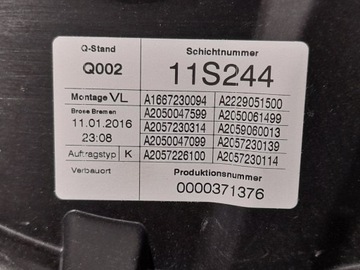 Q-Stand Schichtnummer
Q002 11S244
Montage VL A1667230094 A2229051500
Brose Bremen A2050047599 A2050061499
11.01.2016 A2057230314 A2059060013
23:08 A2050047099 A2057230139
Auftragstyp K A2057226100 A2057230114
Verbauort Produktionsnummer
0000371376